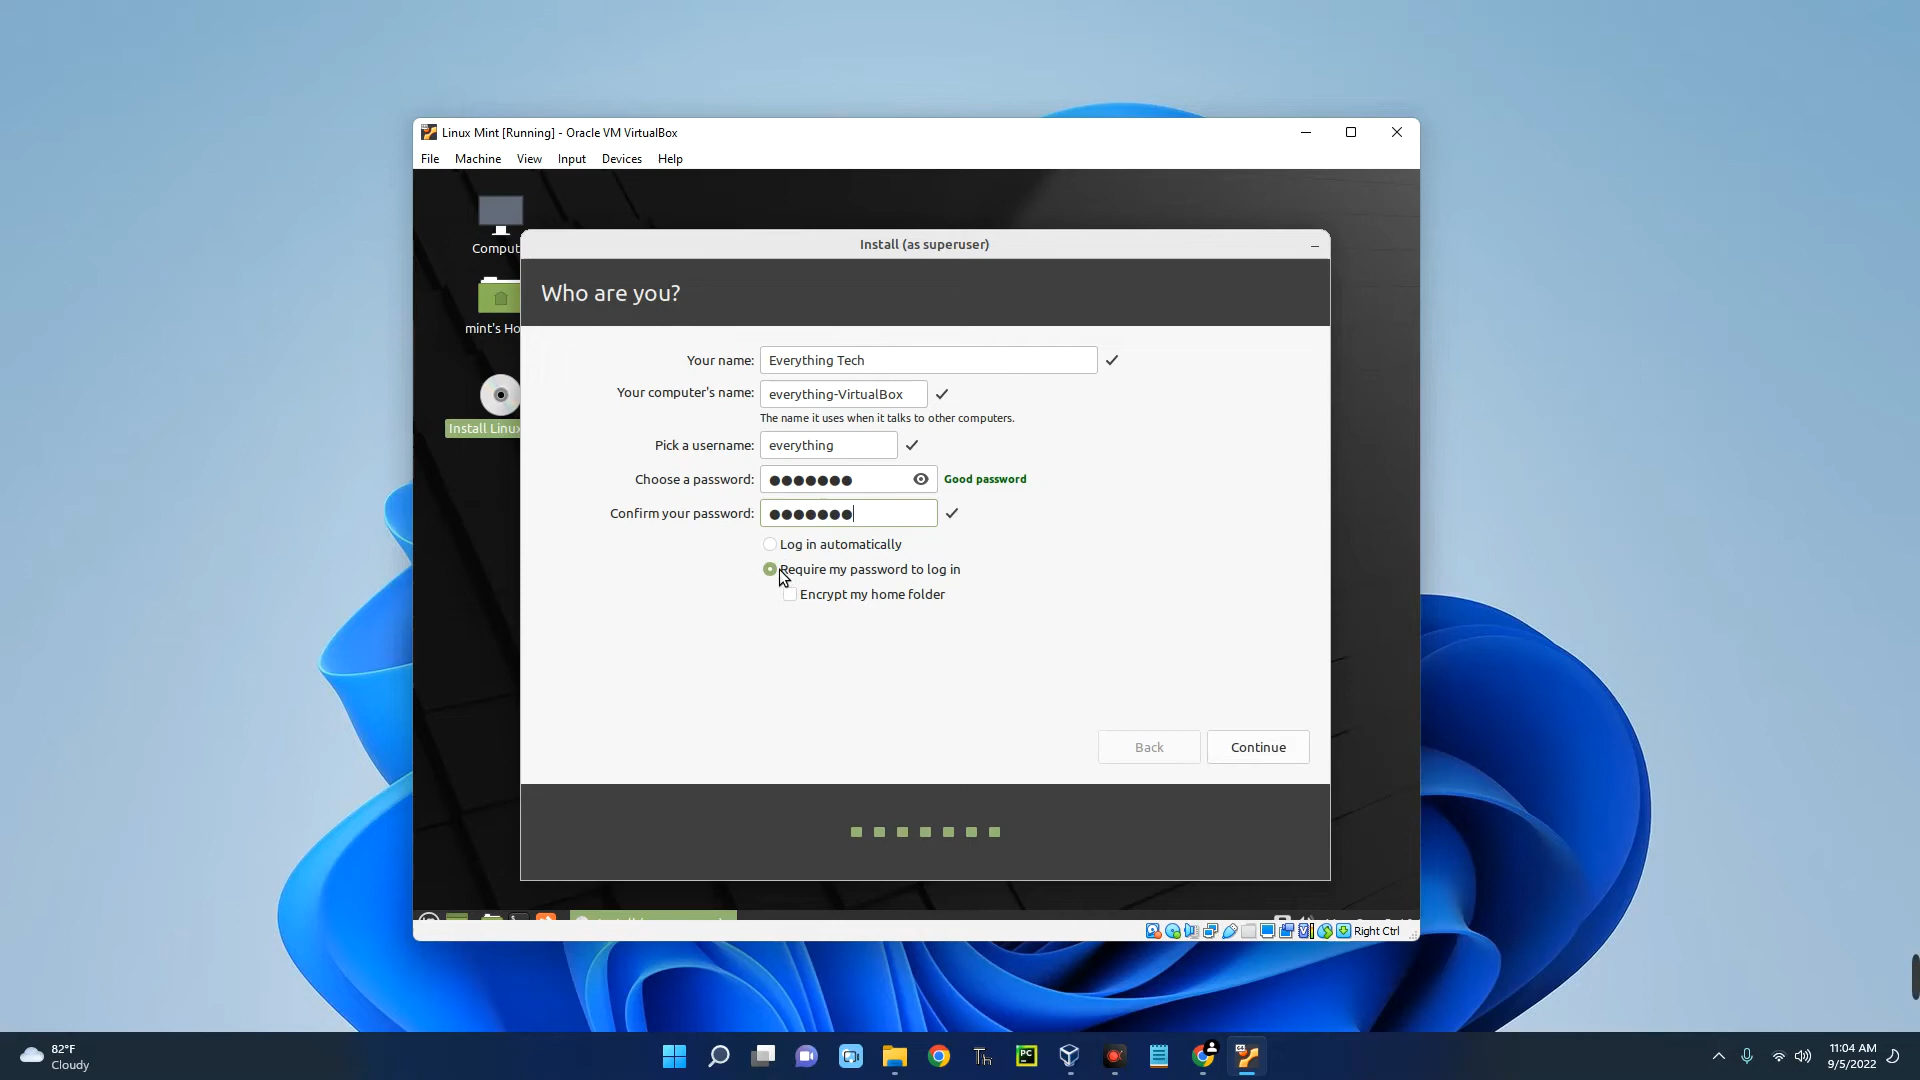 Linux Mint [Running] - Oracle VM VirtualBox
File Machine View Input Devices Help
Comput
mint's Ho
Install Linux
Install (as superuser)
Who are you?
Your name: Everything Tech
Your computer's name: everything-VirtualBox
The name it uses when it talks to other computers.
Pick a username: everything
Choose a password: ●●●●●●● Good password
Confirm your password: ●●●●●●●
Log in automatically
Require my password to log in
Encrypt my home folder
Back Continue
Right Ctrl
82°F
Cloudy
11:04 AM
9/5/2022